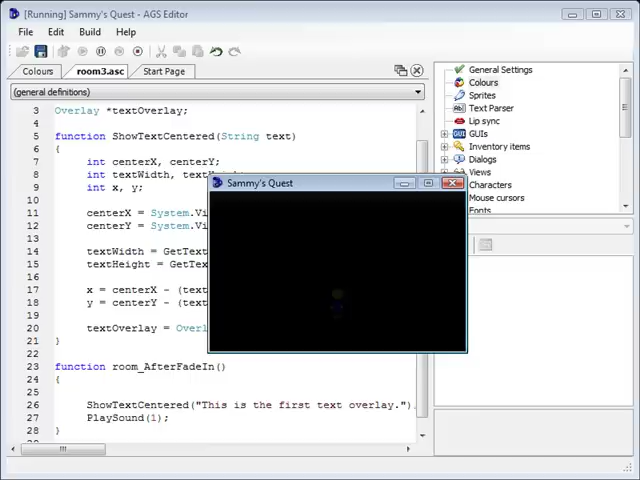 [Running] Sammy's Quest - AGS Editor
File Edit Build Help
Colours room3.asc Start Page
(general definitions)
3 Overlay *textOverlay;
4
5 function ShowTextCentered(String text)
6 {
7 int centerX, centerY;
8 int textWidth, text
9 int x, y;
10
11 centerX = System.Vi
12 centerY = System.Vi
13
14 textWidth = GetText
15 textHeight = GetTex
16
17 x = centerX - (text
18 y = centerY - (text
19
20 textOverlay = Overl
21 }
22
23 function room_AfterFadeIn()
24 {
25
26 ShowTextCentered("This is the first text overlay.")
27 PlaySound(1);
28 }
29
Sammy's Quest
General Settings
Colours
Sprites
Text Parser
Lip sync
GUIs
Inventory items
Dialogs
Views
Characters
Mouse cursors
Fonts